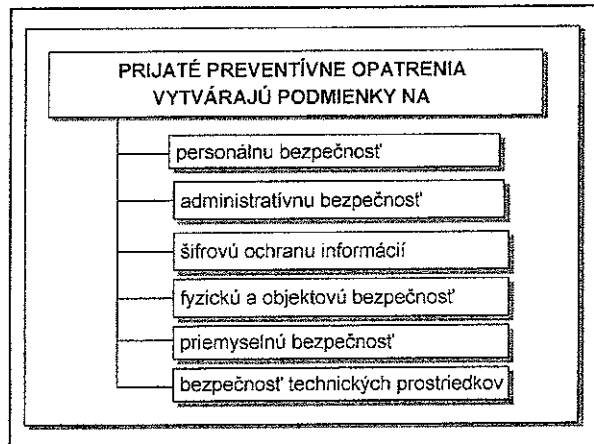 PRIJATÉ PREVENTÍVNE OPATRENIA
VYTVÁRAJÚ PODMIENKY NA
personálnu bezpečnosť
administratívnu bezpečnosť
šifrovú ochranu informácií
fyzickú a objektovú bezpečnosť
priemyselnú bezpečnosť
bezpečnosť technických prostriedkov